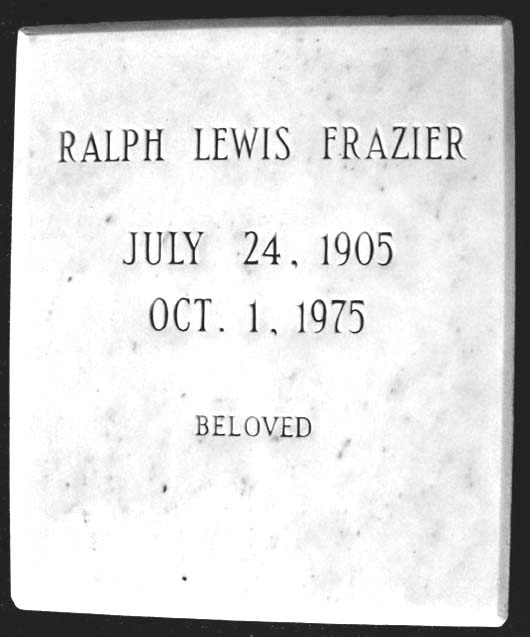 RALPH LEWIS FRAZIER
JULY 24, 1905
OCT. 1, 1975
BELOVED